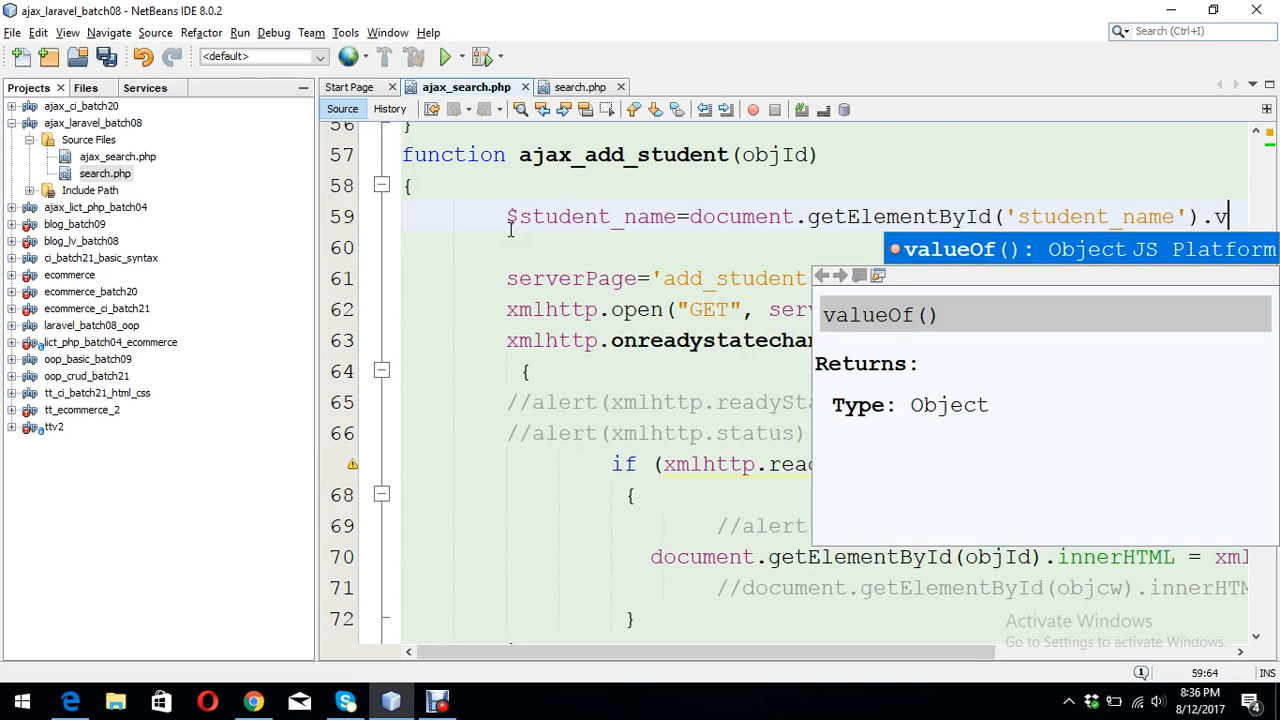 ajax_laravel_batch08 - NetBeans IDE 8.0.2
File Edit View Navigate Source Refactor Run Debug Team Tools Window Help
Search (Ctrl+I)
<default>
Projects Files Services
Start Page ajax_search.php search.php
Source History
ajax_ci_batch20
ajax_laravel_batch08
Source Files
ajax_search.php
search.php
Include Path
ajax_lict_php_batch04
blog_batch09
blog_lv_batch08
ci_batch21_basic_syntax
ecommerce
ecommerce_batch20
ecommerce_ci_batch21
laravel_batch08_oop
lict_php_batch04_ecommerce
oop_basic_batch09
oop_crud_batch21
tt_ci_batch21_html_css
tt_ecommerce_2
ttv2
56 }
57 function ajax_add_student(objId)
58 {
59 $student_name=document.getElementById('student_name').v
60
61 serverPage='add_student
62 xmlhttp.open("GET", serv
63 xmlhttp.onreadystatechan
64 {
65 //alert(xmlhttp.readySta
66 //alert(xmlhttp.status)
if (xmlhttp.read
68 {
69 //alert
70 document.getElementById(objId).innerHTML = xml
71 //document.getElementById(objcw).innerHTM
72 }
valueOf(): Object JS Platform
valueOf()
Returns:
Type: Object
Activate Windows
Go to Settings to activate Windows.
1 59:64 INS
8:36 PM
8/12/2017
4